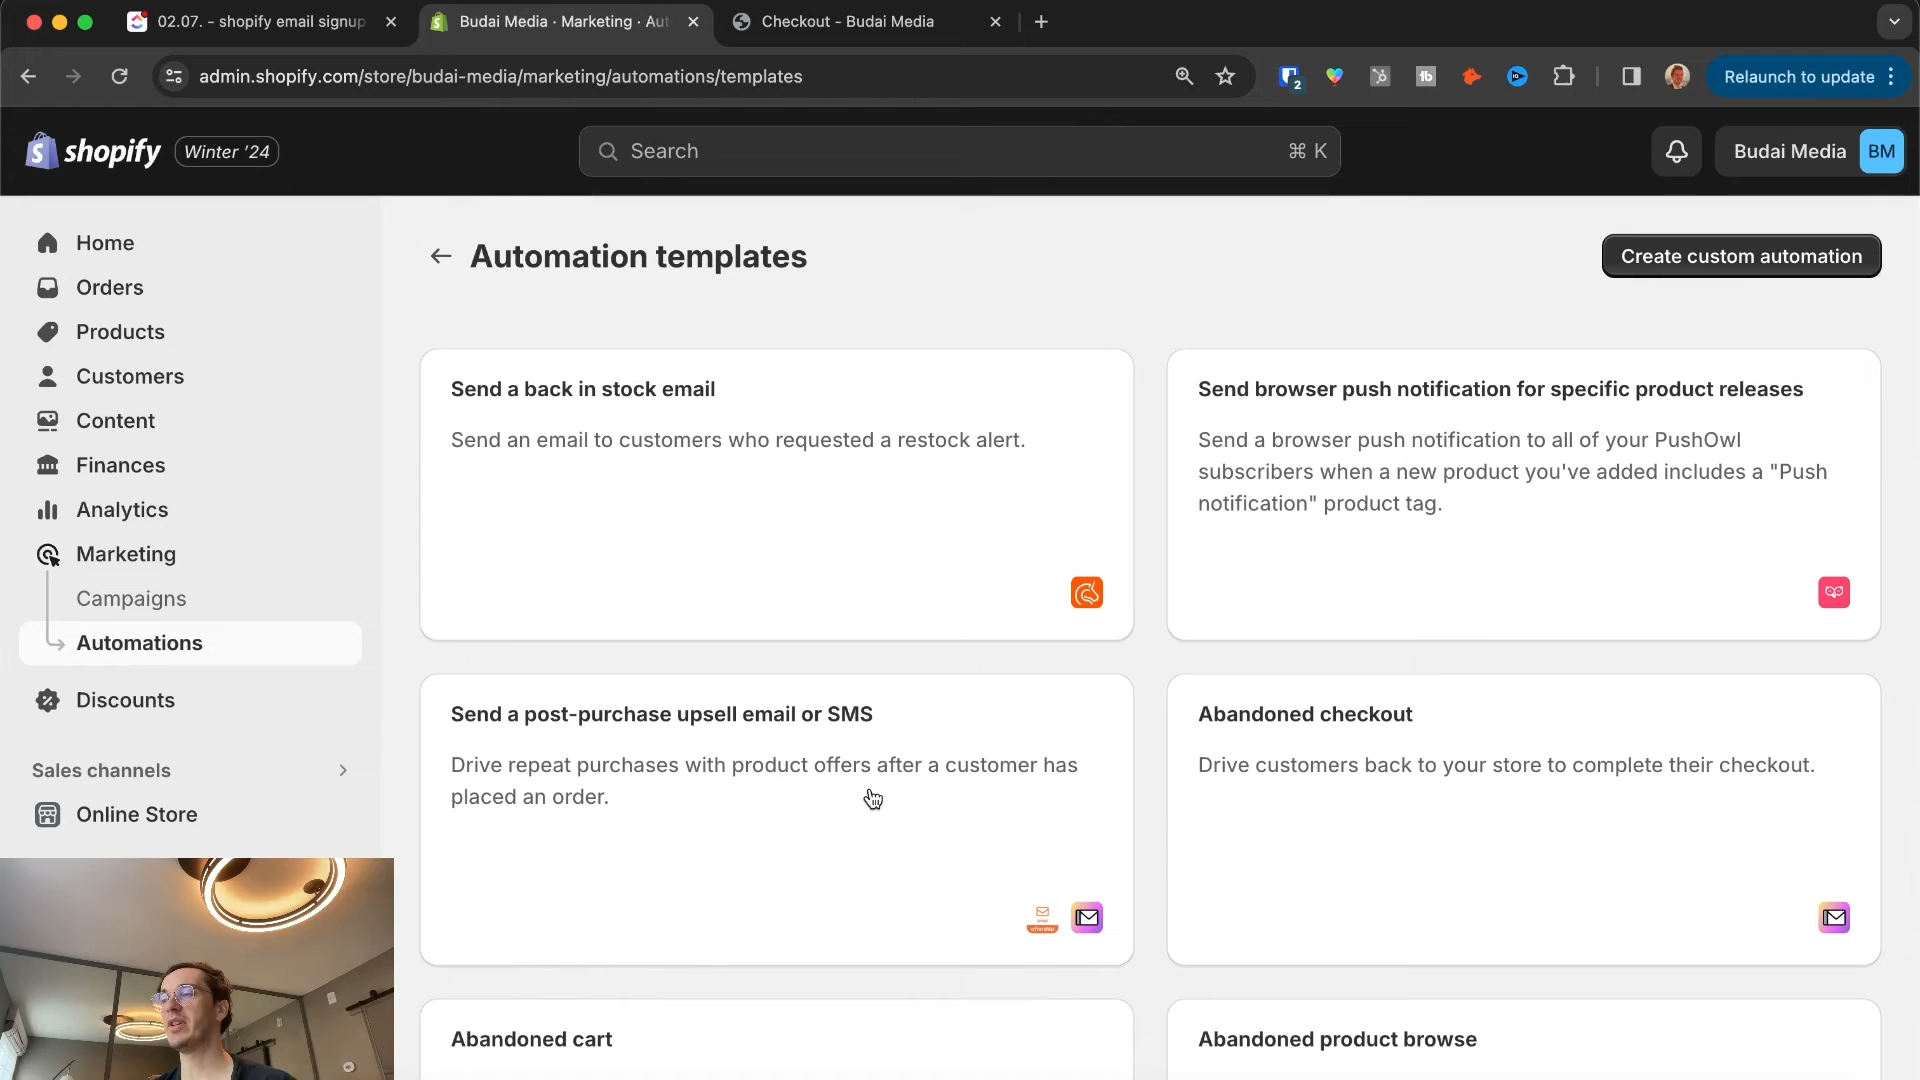 02.07. - shopify email signup
Budai Media · Marketing · Aut
Checkout - Budai Media
admin.shopify.com/store/budai-media/marketing/automations/templates
2
Relaunch to update
shopify
Winter '24
Search
⌘ K
Budai Media
BM
Home
Orders
Products
Customers
Content
Finances
Analytics
Marketing
Campaigns
Automations
Discounts
Sales channels
Online Store
Automation templates
Create custom automation
Send a back in stock email
Send an email to customers who requested a restock alert.
Send browser push notification for specific product releases
Send a browser push notification to all of your PushOwl
subscribers when a new product you've added includes a "Push
notification" product tag.
Send a post-purchase upsell email or SMS
Drive repeat purchases with product offers after a customer has
placed an order.
Abandoned checkout
Drive customers back to your store to complete their checkout.
Abandoned cart
Abandoned product browse